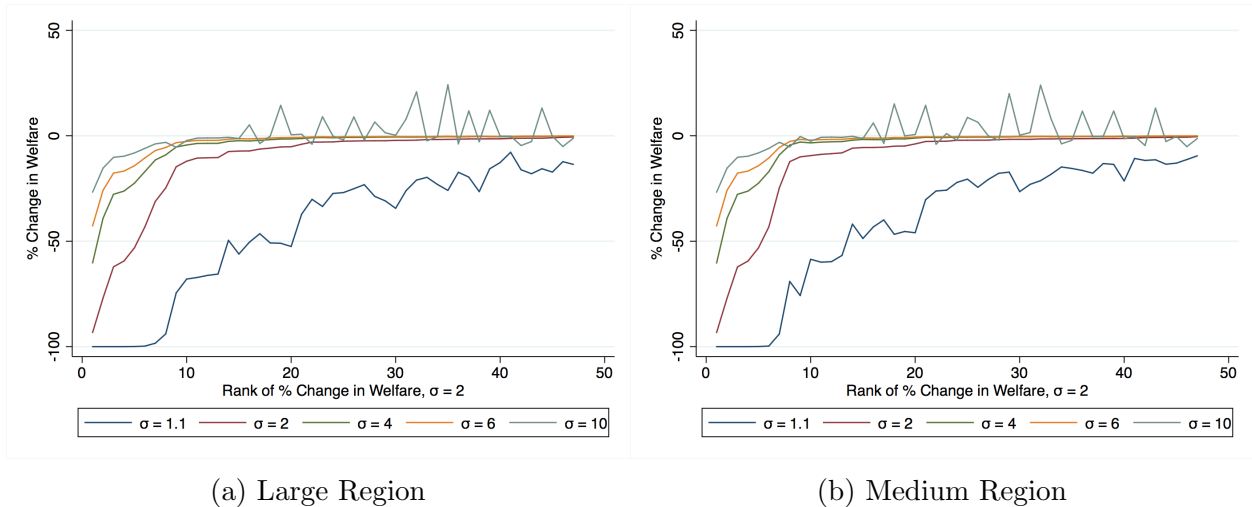 50
0
-50
-100
% Change in Welfare
0 10 20 30 40 50
Rank of % Change in Welfare, σ = 2
σ = 1.1 σ = 2 σ = 4 σ = 6 σ = 10
(a) Large Region
50
0
-50
-100
% Change in Welfare
0 10 20 30 40 50
Rank of % Change in Welfare, σ = 2
σ = 1.1 σ = 2 σ = 4 σ = 6 σ = 10
(b) Medium Region